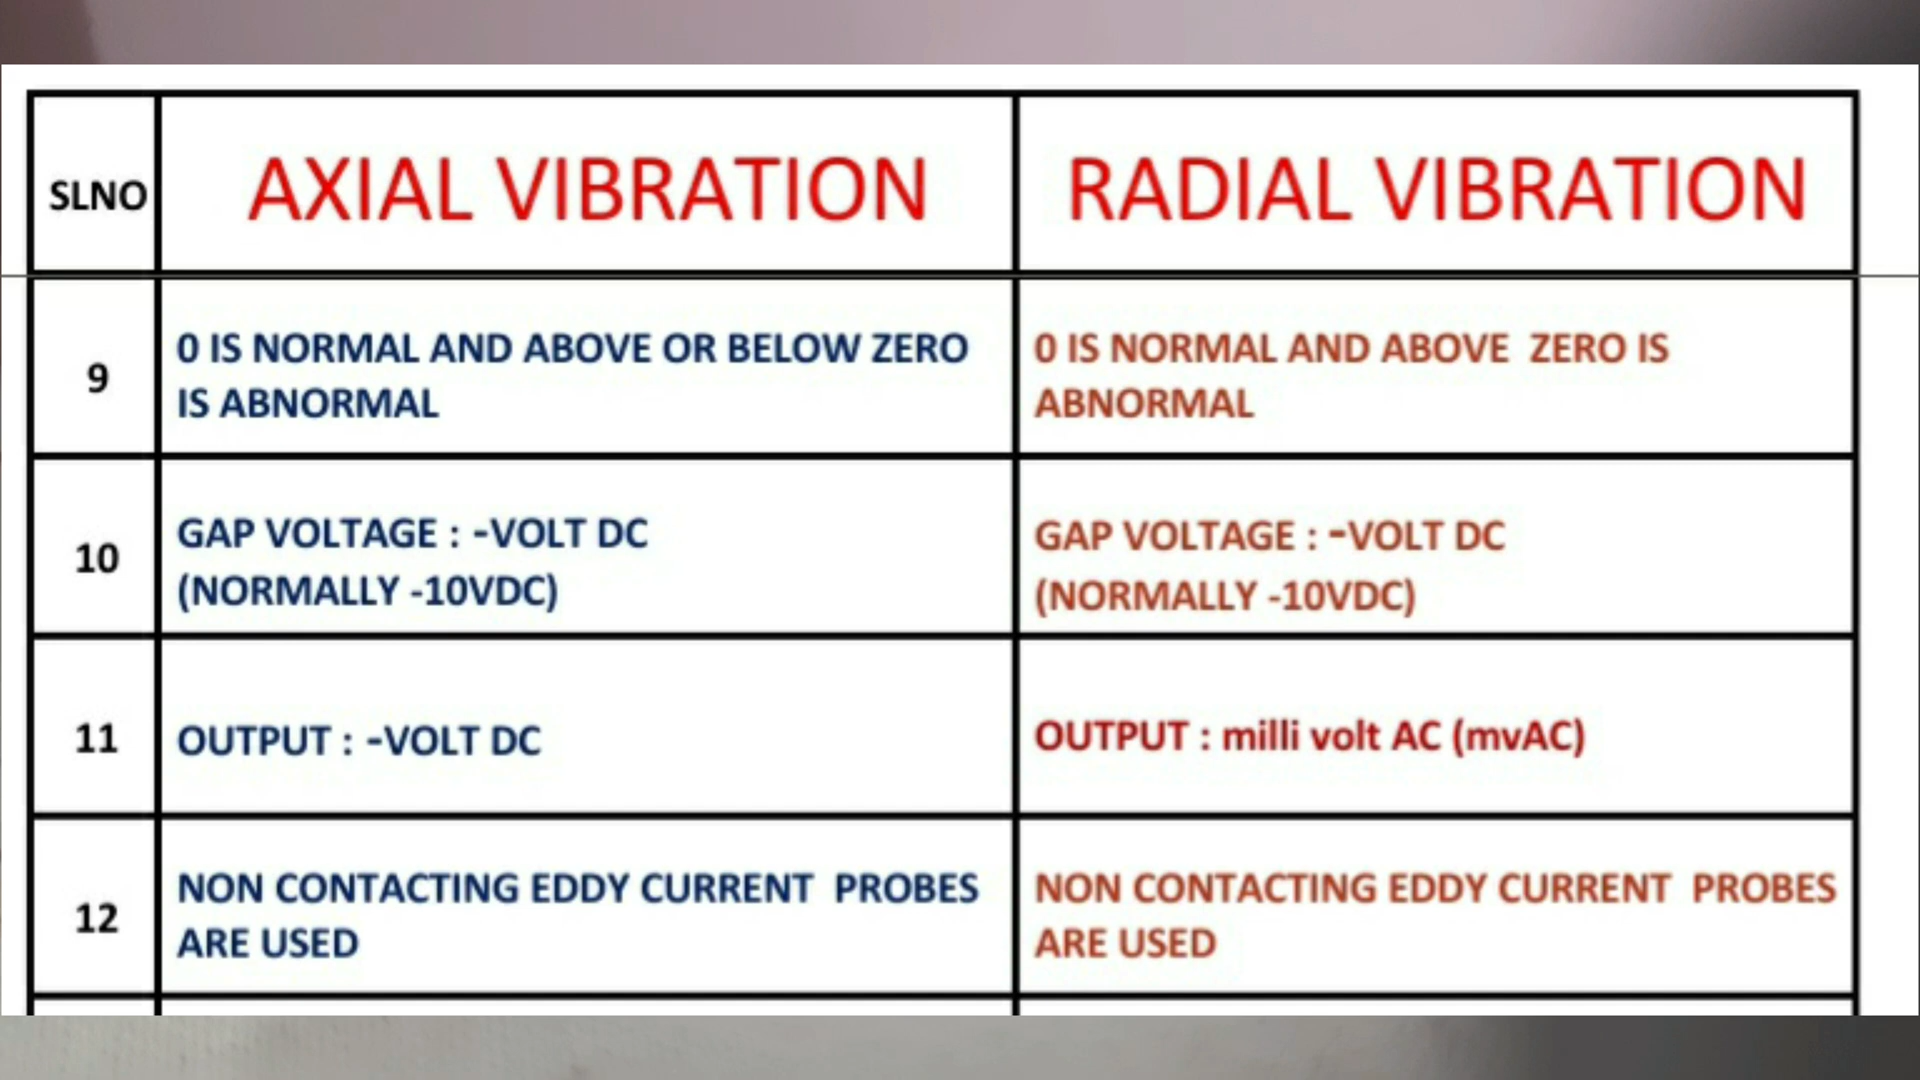 SLNO
AXIAL VIBRATION
RADIAL VIBRATION
9
0 IS NORMAL AND ABOVE OR BELOW ZERO
IS ABNORMAL
0 IS NORMAL AND ABOVE ZERO IS
ABNORMAL
10
GAP VOLTAGE : -VOLT DC
(NORMALLY -10VDC)
GAP VOLTAGE : -VOLT DC
(NORMALLY -10VDC)
11
OUTPUT : -VOLT DC
OUTPUT : milli volt AC (mvAC)
12
NON CONTACTING EDDY CURRENT PROBES
ARE USED
NON CONTACTING EDDY CURRENT PROBES
ARE USED